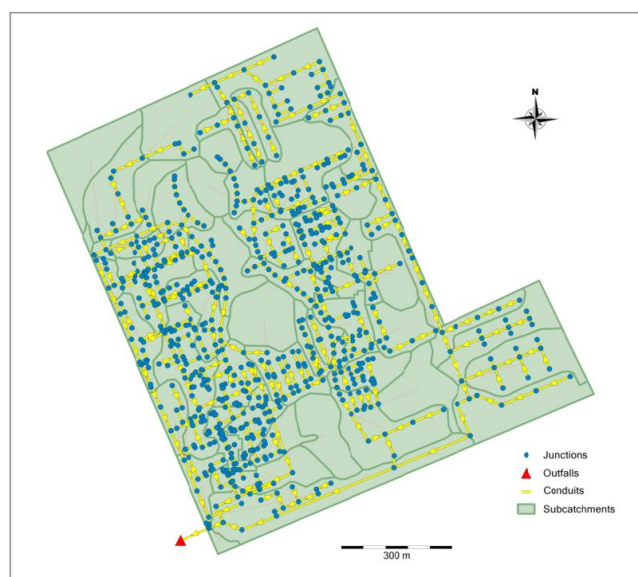 N
Junctions
Outfalls
Conduits
Subcatchments
300 m